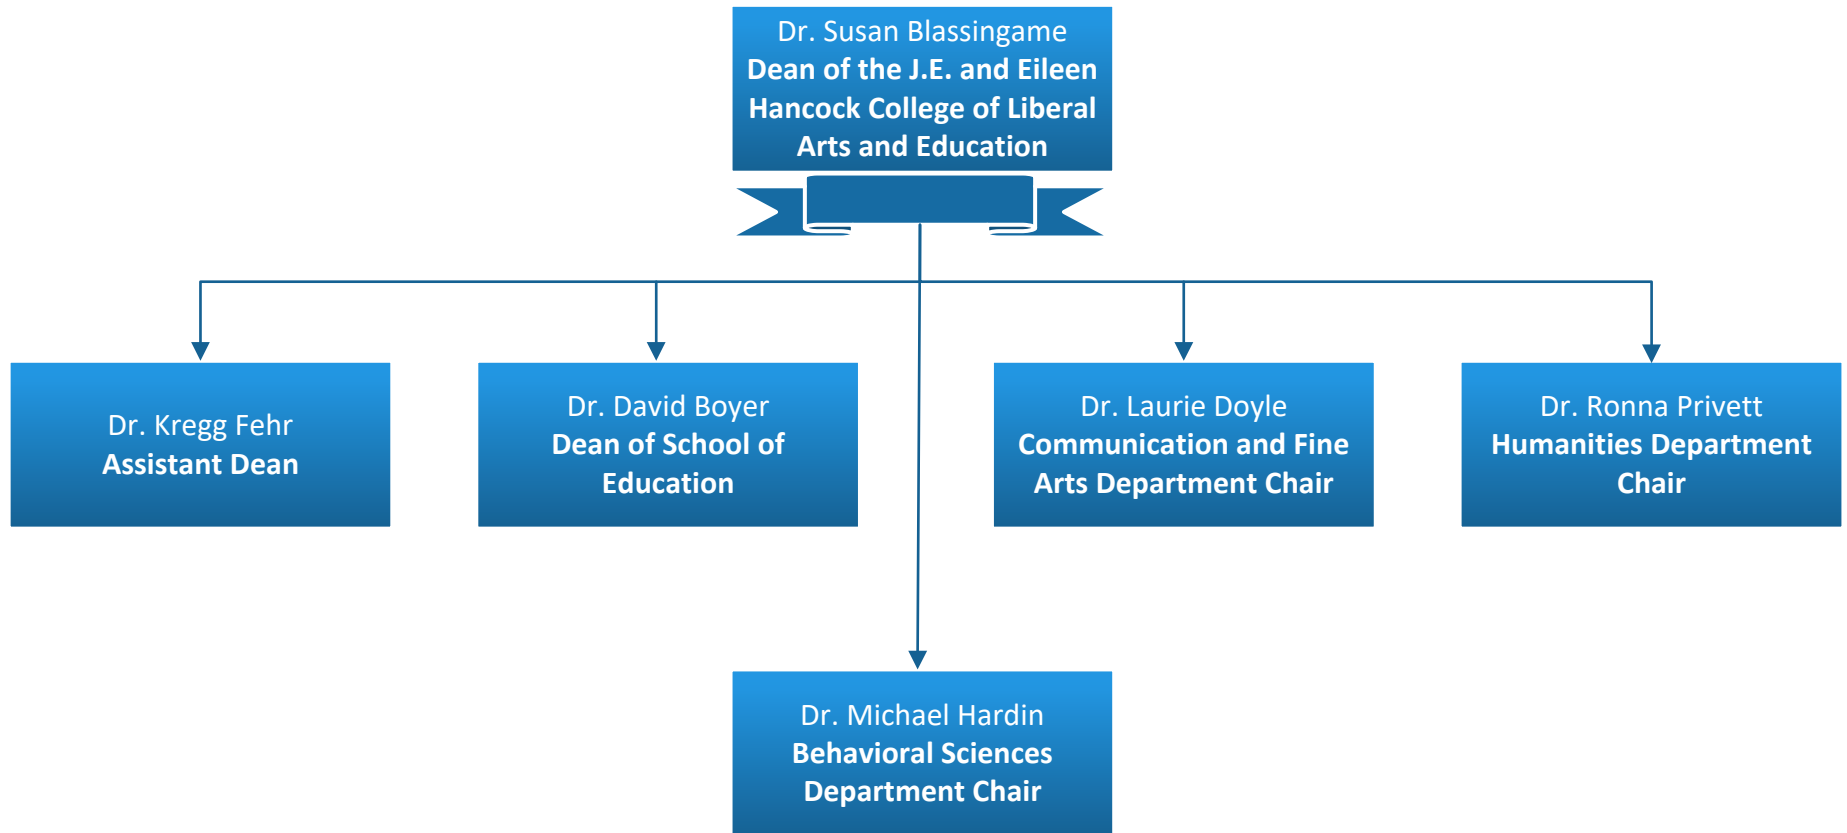 Dr. Susan Blassingame
Dean of the J.E. and Eileen
Hancock College of Liberal
Arts and Education
Dr. Kregg Fehr
Assistant Dean
Dr. David Boyer
Dean of School of
Education
Dr. Laurie Doyle
Communication and Fine
Arts Department Chair
Dr. Ronna Privett
Humanities Department
Chair
Dr. Michael Hardin
Behavioral Sciences
Department Chair